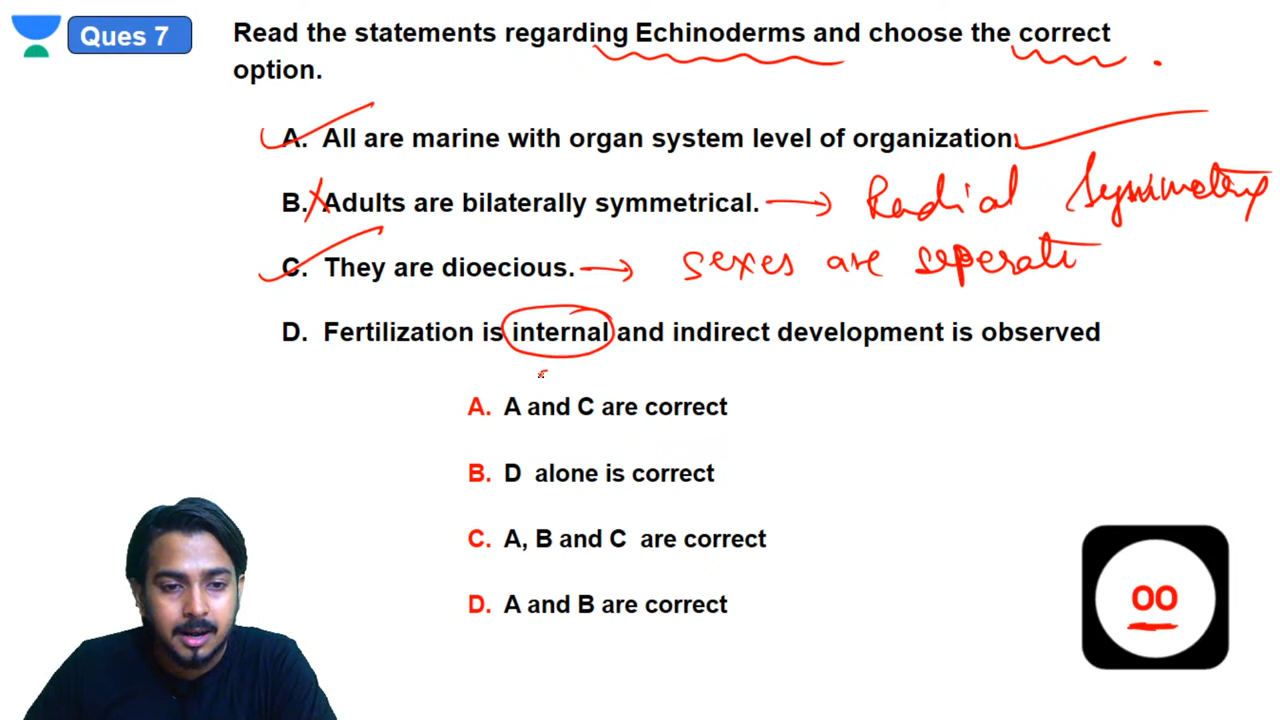 Ques 7
Read the statements regarding Echinoderms and choose the correct
option.
A. All are marine with organ system level of organization.
B. Adults are bilaterally symmetrical. → Radial Symmetry
C. They are dioecious. → sexes are seperate
D. Fertilization is internal and indirect development is observed
A. A and C are correct
B. D alone is correct
C. A, B and C are correct
D. A and B are correct
00